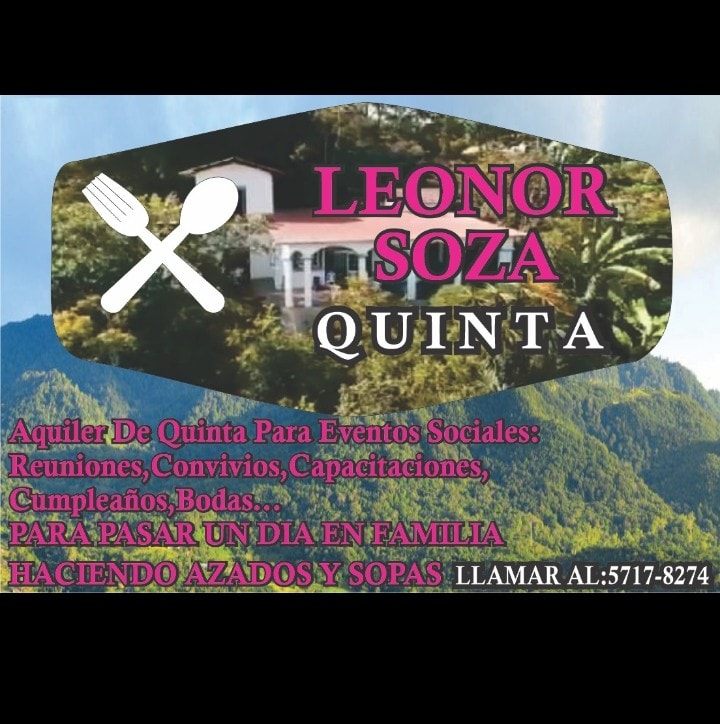 LEONOR
SOZA
QUINTA
Aquiler De Quinta Para Eventos Sociales:
Reuniones,Convivios,Capacitaciones,
Cumpleaños,Bodas...
PARA PASAR UN DIA EN FAMILIA
HACIENDO AZADOS Y SOPAS LLAMAR AL:5717-8274